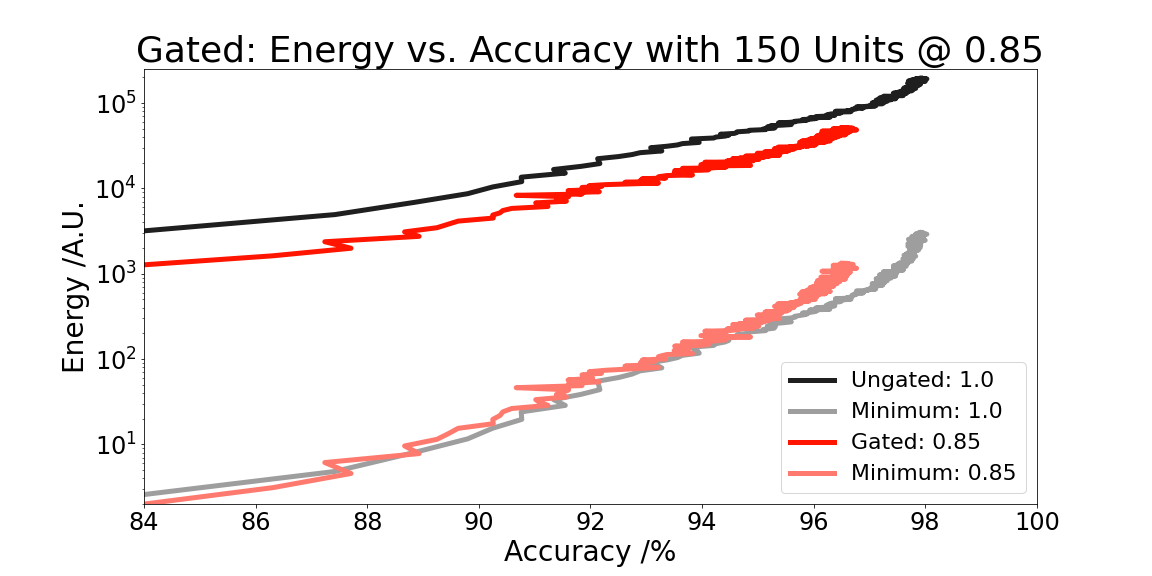 Gated: Energy vs. Accuracy with 150 Units @ 0.85
Energy /A.U.
10^5
10^4
10^3
10^2
10^1
84 86 88 90 92 94 96 98 100
Accuracy /%
Ungated: 1.0
Minimum: 1.0
Gated: 0.85
Minimum: 0.85